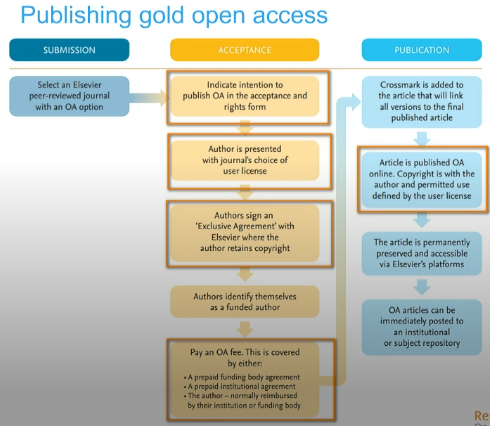 Publishing gold open access
SUBMISSION
Select an Elsevier
peer-reviewed journal
with an OA option
ACCEPTANCE
Indicate intention to
publish OA in the acceptance and
rights form
Author is presented
with journal's choice of
user license
Authors sign an
'Exclusive Agreement' with
Elsevier where the
author retains copyright
Authors identify themselves
as a funded author
Pay an OA fee. This is covered
by either:
• A prepaid funding body agreement
• A prepaid institutional agreement
• The author – normally reimbursed
by their institution or funding body
PUBLICATION
Crossmark is added to
the article that will link
all versions to the final
published article
Article is published OA
online. Copyright is with the
author and permitted use
defined by the user license
The article is permanently
preserved and accessible
via Elsevier's platforms
OA articles can be
immediately posted to
an institutional
or subject repository
Re